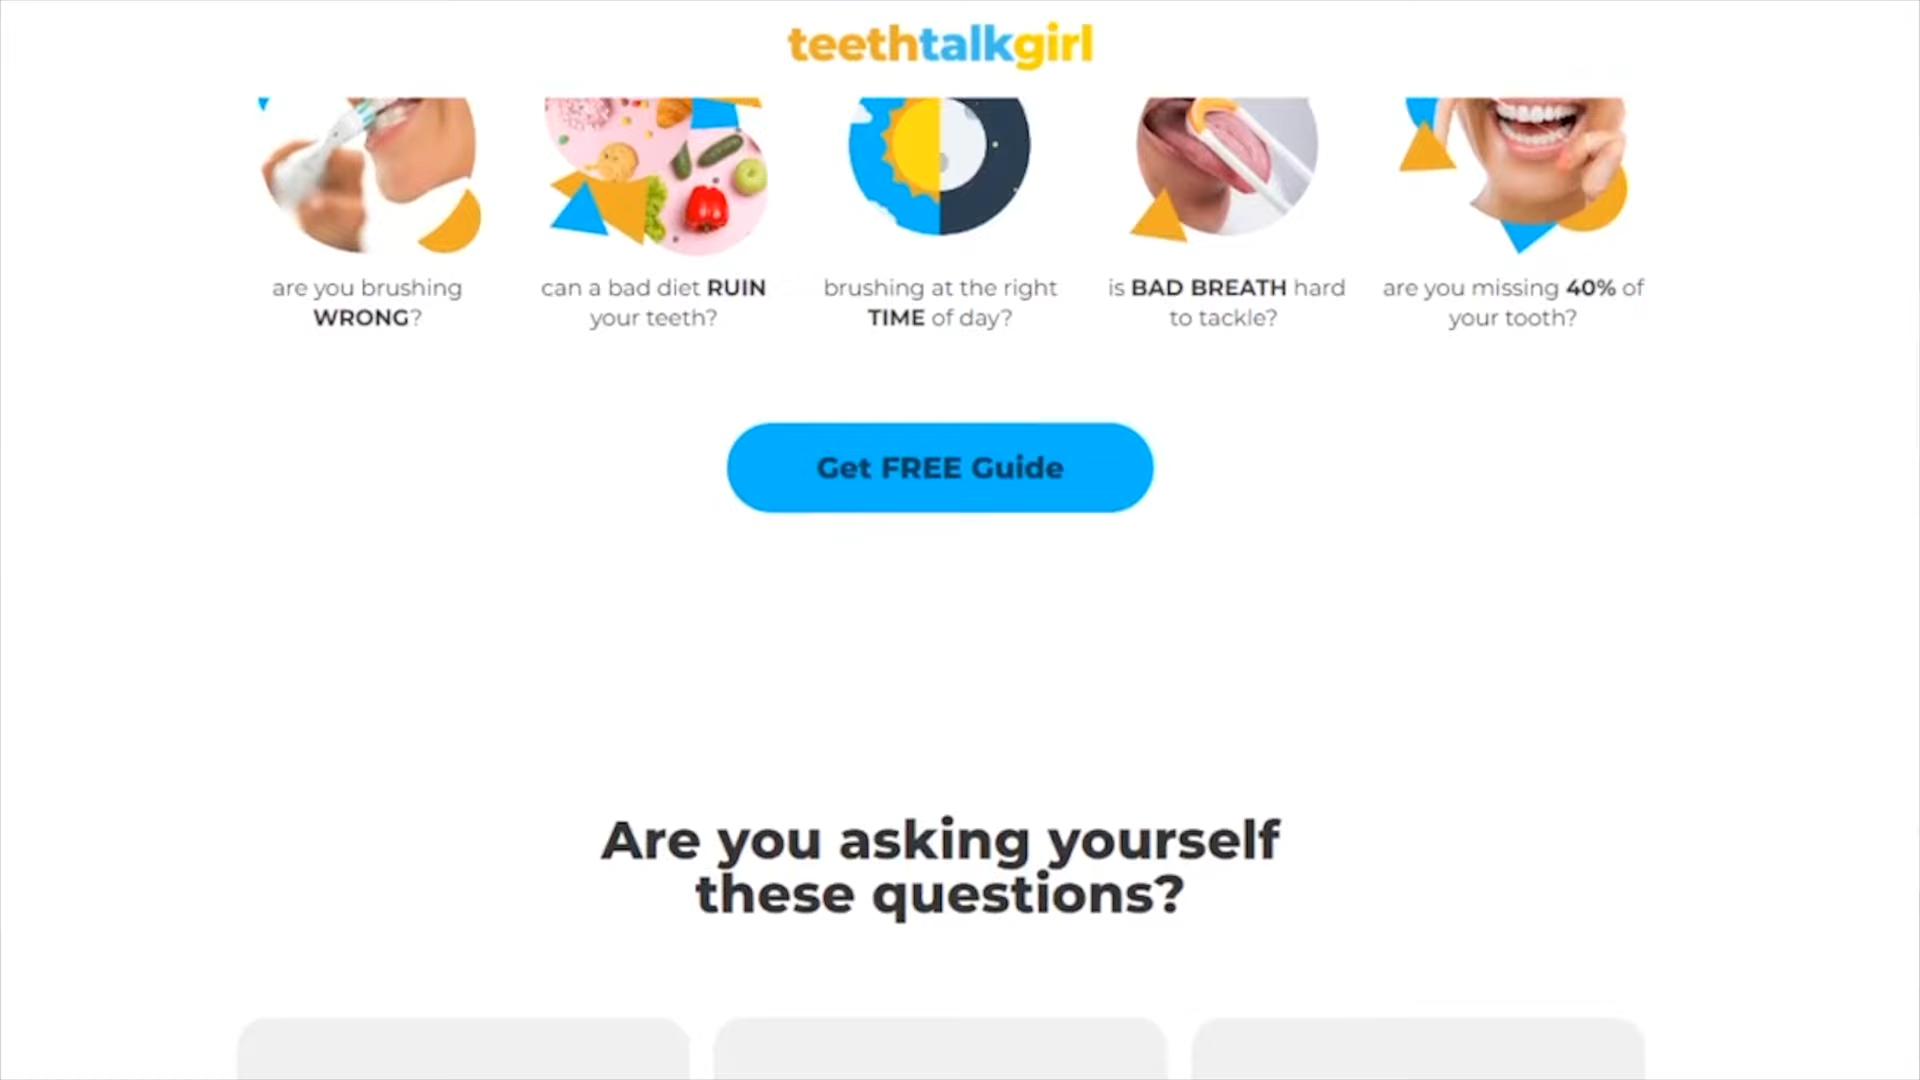 teethtalkgirl
are you brushing
WRONG?
can a bad diet RUIN
your teeth?
brushing at the right
TIME of day?
is BAD BREATH hard
to tackle?
are you missing 40% of
your tooth?
Get FREE Guide
Are you asking yourself
these questions?